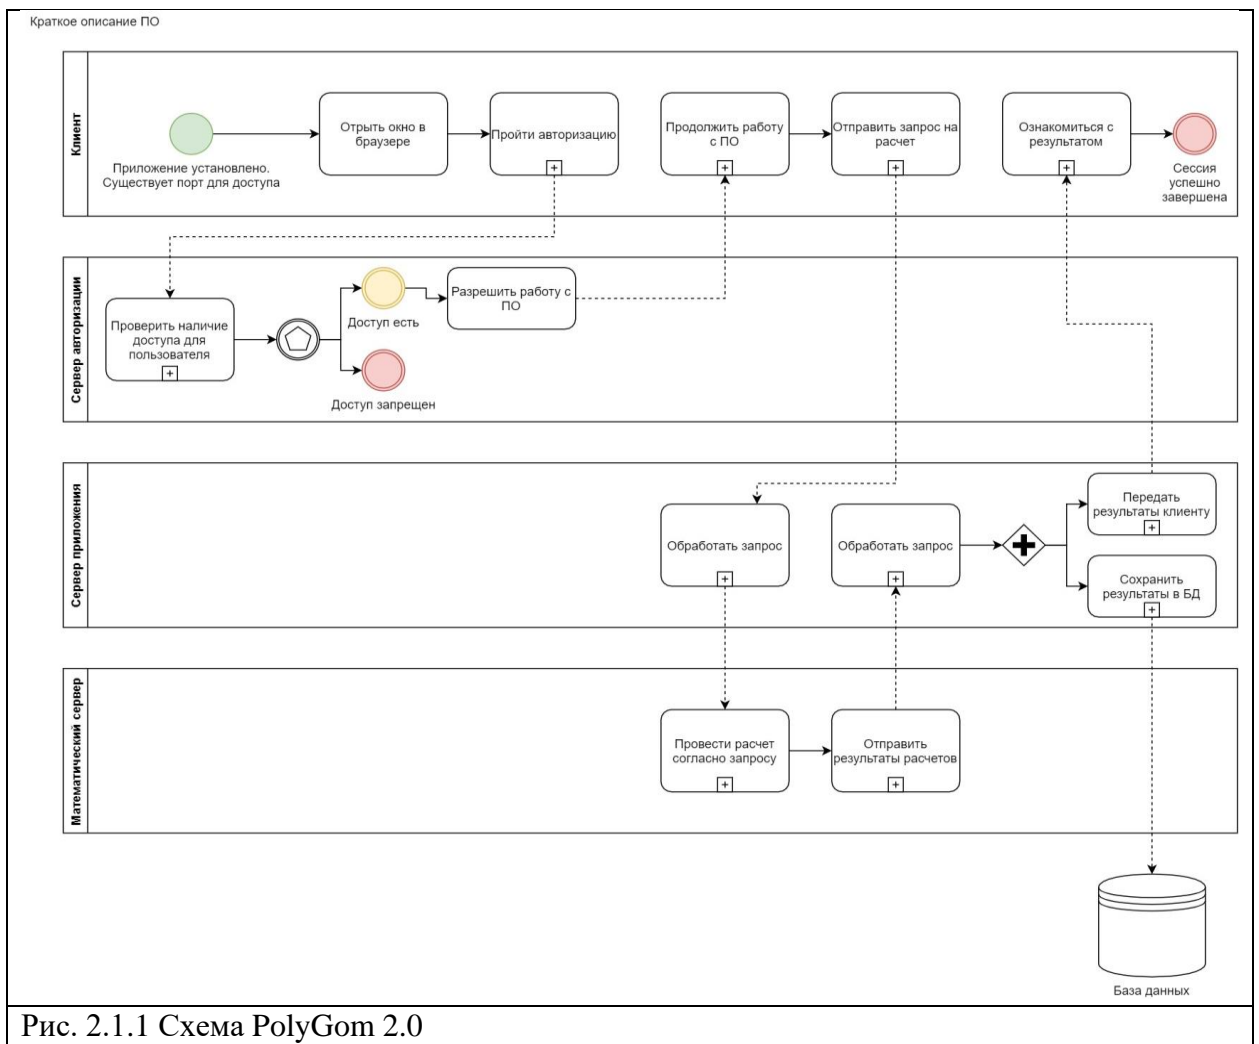 Краткое описание ПО
Клиент
Приложение установлено.
Существует порт для доступа
Отрыть окно в
браузере
Пройти авторизацию
Продолжить работу
с ПО
Отправить запрос на
расчет
Ознакомиться с
результатом
Сессия
успешно
завершена
Сервер авторизации
Проверить наличие
доступа для
пользователя
Доступ есть
Доступ запрещен
Разрешить работу с
ПО
Сервер приложения
Обработать запрос
Обработать запрос
Передать
результаты клиенту
Сохранить
результаты в БД
Математический сервер
Провести расчет
согласно запросу
Отправить
результаты расчетов
База данных
Рис. 2.1.1 Схема PolyGom 2.0